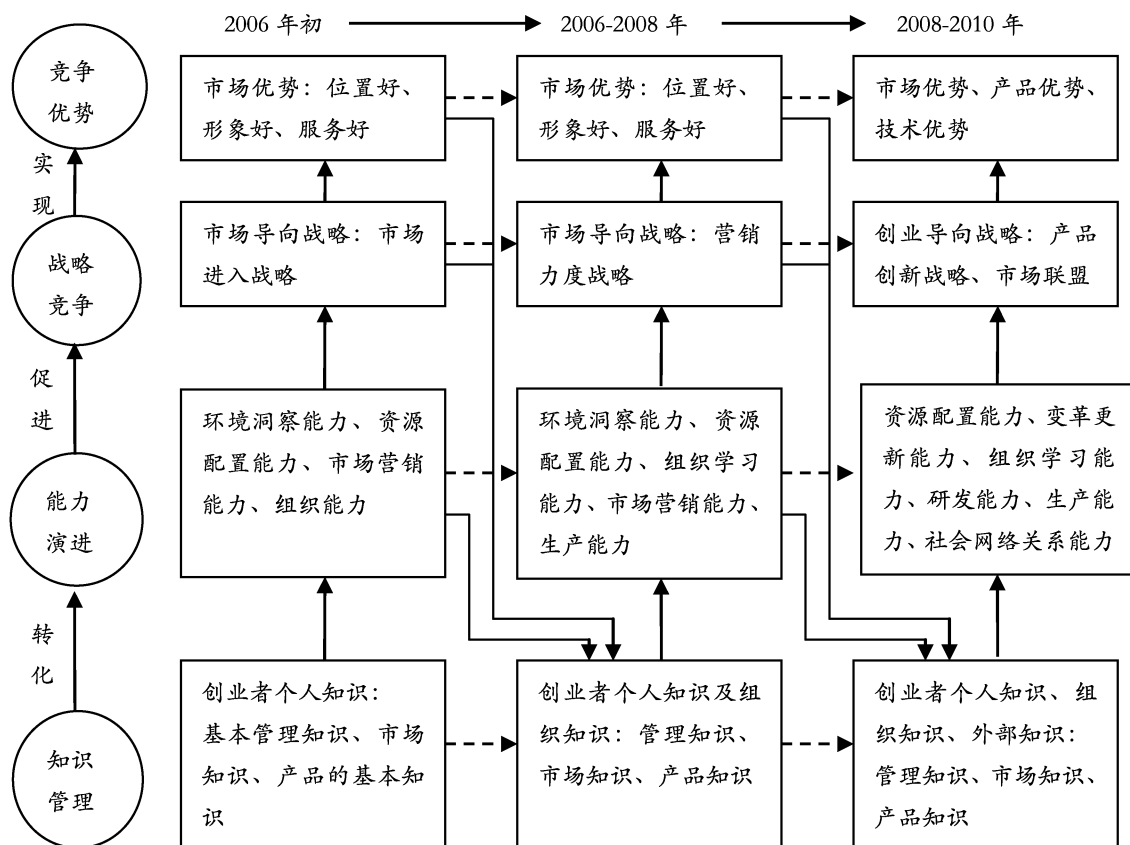 2006 年初
2006-2008 年
2008-2010 年
竞争
优势
市场优势：位置好、
形象好、服务好
市场优势：位置好、
形象好、服务好
市场优势、产品优势、
技术优势
实
现
战略
竞争
市场导向战略：市场
进入战略
市场导向战略：营销
力度战略
创业导向战略：产品
创新战略、市场联盟
促
进
能力
演进
环境洞察能力、资源
配置能力、市场营销
能力、组织能力
环境洞察能力、资源
配置能力、组织学习
能力、市场营销能力、
生产能力
资源配置能力、变革更
新能力、组织学习能
力、研发能力、生产能
力、社会网络关系能力
转
化
知识
管理
创业者个人知识：
基本管理知识、市场
知识、产品的基本知
识
创业者个人知识及组
织知识：管理知识、
市场知识、产品知识
创业者个人知识、组
织知识、外部知识：
管理知识、市场知识、
产品知识